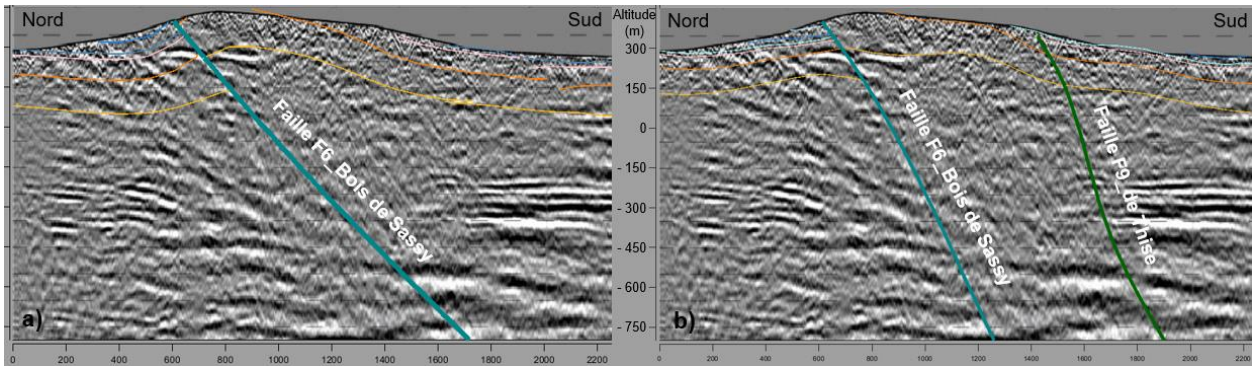 Nord
Sud
Faille F6_Bois de Sassy
a)
0 200 400 600 800 1000 1200 1400 1600 1800 2000 2200
Altitude
(m)
300
150
0
- 150
- 300
- 450
- 600
- 750
Nord
Sud
Faille F6_Bois de Sassy
Faille F9_de Thise
b)
0 200 400 600 800 1000 1200 1400 1600 1800 2000 2200